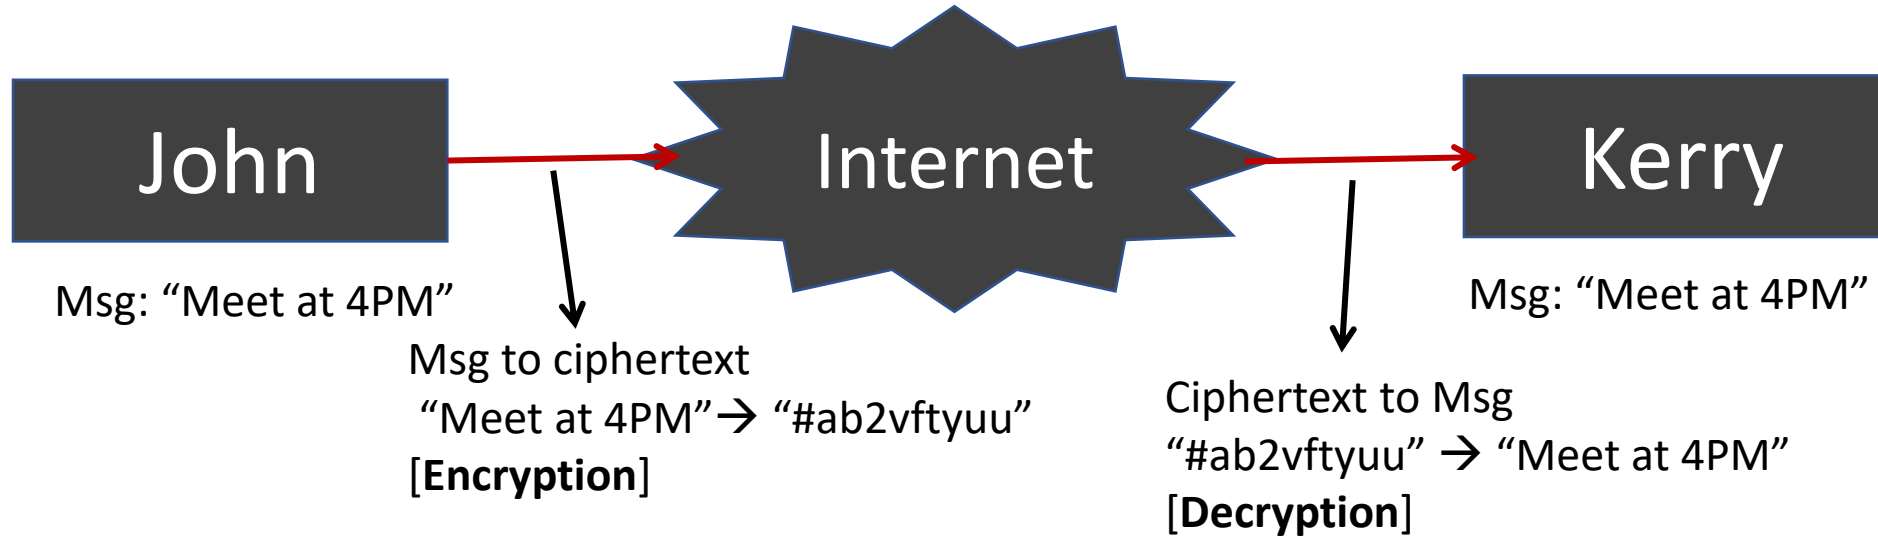 John
Internet
Kerry
Msg: “Meet at 4PM”
Msg: “Meet at 4PM”
Msg to ciphertext
“Meet at 4PM”→ “#ab2vftyuu”
[Encryption]
Ciphertext to Msg
“#ab2vftyuu” → “Meet at 4PM”
[Decryption]